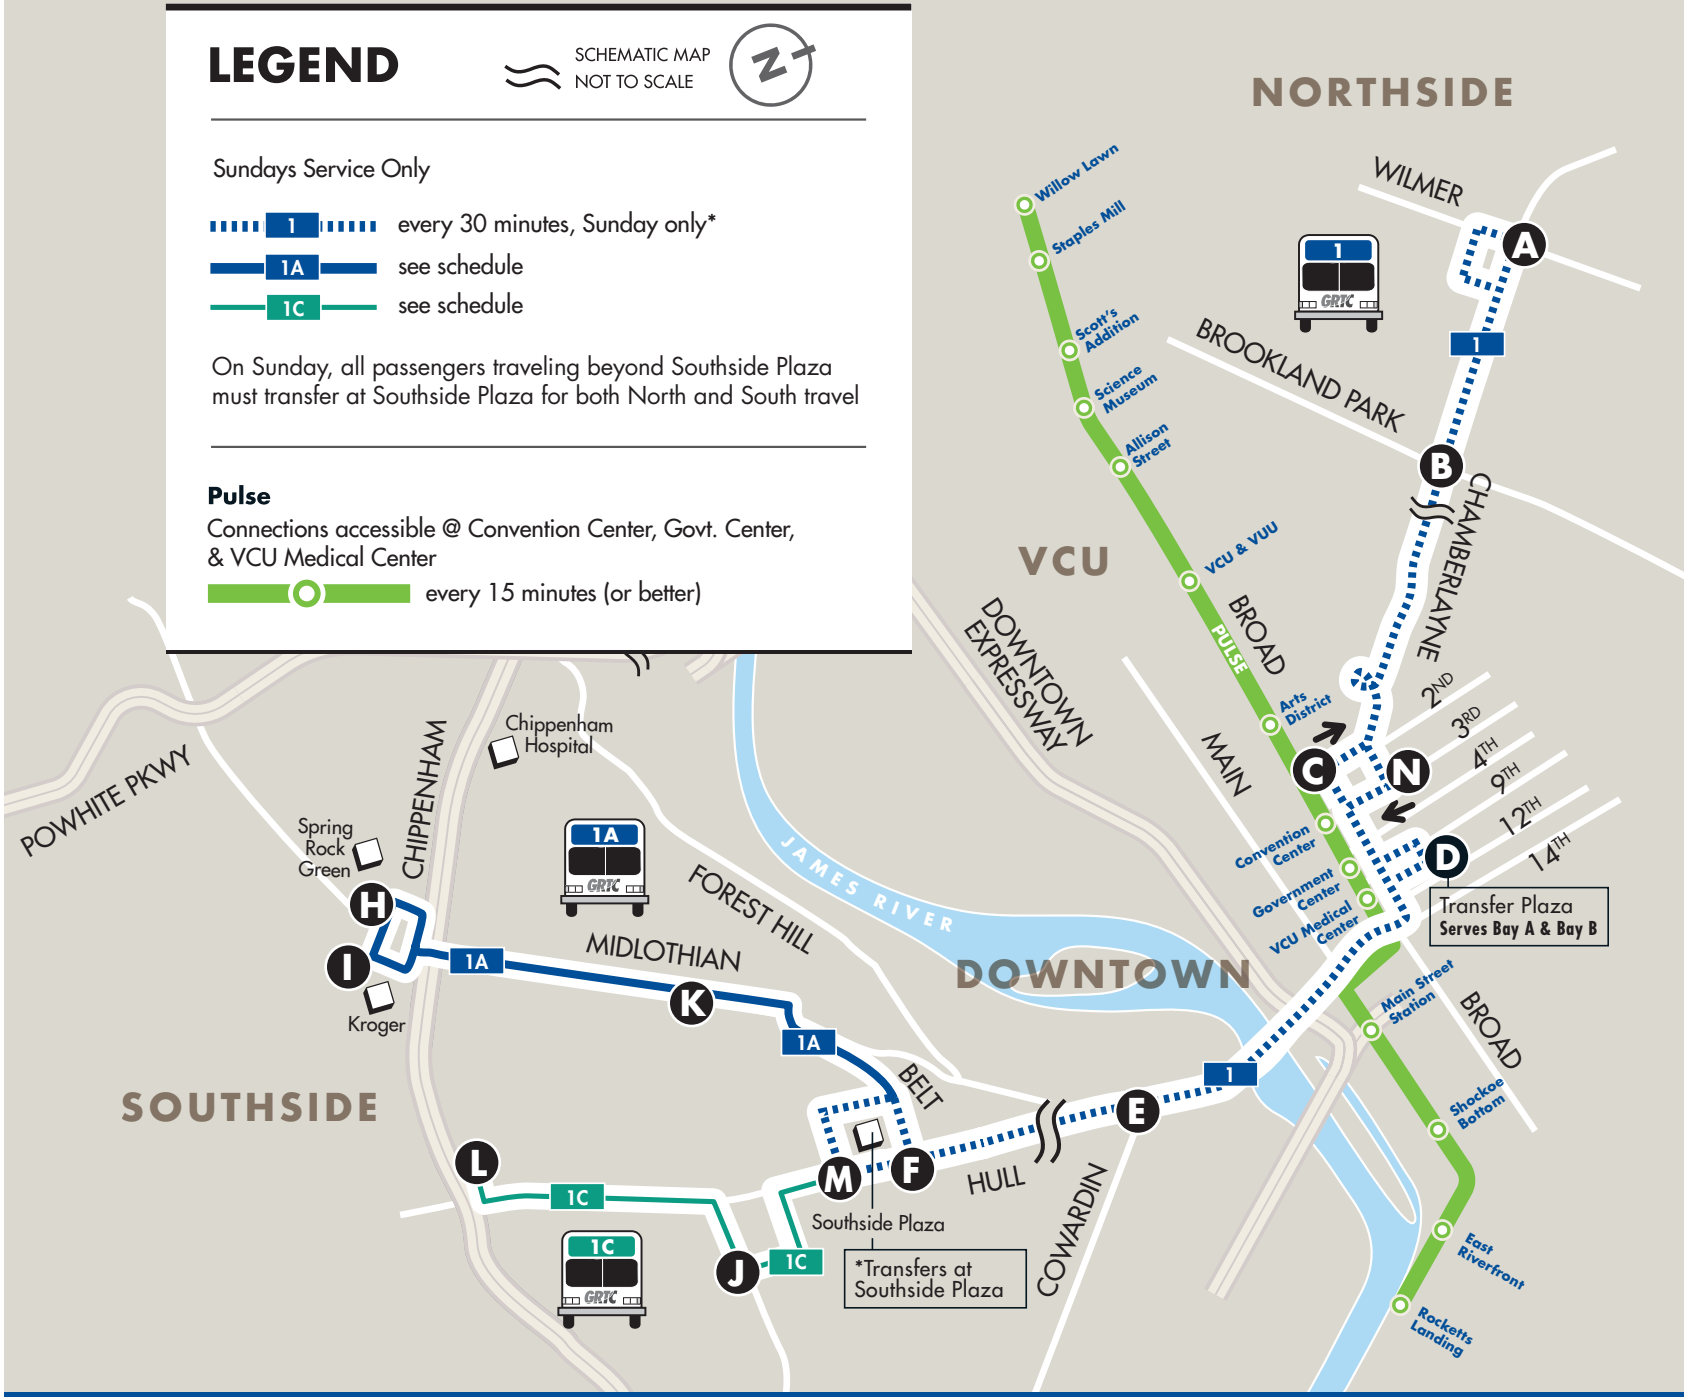 LEGEND
SCHEMATIC MAP
NOT TO SCALE
N
Sundays Service Only
1
every 30 minutes, Sunday only*
1A
see schedule
1C
see schedule
On Sunday, all passengers traveling beyond Southside Plaza
must transfer at Southside Plaza for both North and South travel
Pulse
Connections accessible @ Convention Center, Govt. Center,
& VCU Medical Center
every 15 minutes (or better)
NORTHSIDE
WILMER
A
1
GRTC
1
BROOKLAND PARK
B
CHAMBERLAYNE
Willow Lawn
Staples Mill
Scott's
Addition
Science
Museum
Allison
Street
VCU
VCU & VUU
BROAD
PULSE
DOWNTOWN
EXPRESSWAY
MAIN
Arts
District
2ND
3RD
4TH
9TH
12TH
14TH
C
N
D
Convention
Center
Government
Center
VCU Medical
Center
Transfer Plaza
Serves Bay A & Bay B
POWHITE PKWY
CHIPPENHAM
Chippenham
Hospital
Spring
Rock
Green
H
I
Kroger
1A
GRTC
1A
MIDLOTHIAN
FOREST HILL
JAMES RIVER
K
1A
DOWNTOWN
Main Street
Station
BROAD
Shockoe
Bottom
East
Riverfront
Rocketts
Landing
1
E
BELT
SOUTHSIDE
L
1C
1C
GRTC
J
1C
M
F
HULL
COWARDIN
Southside Plaza
*Transfers at
Southside Plaza